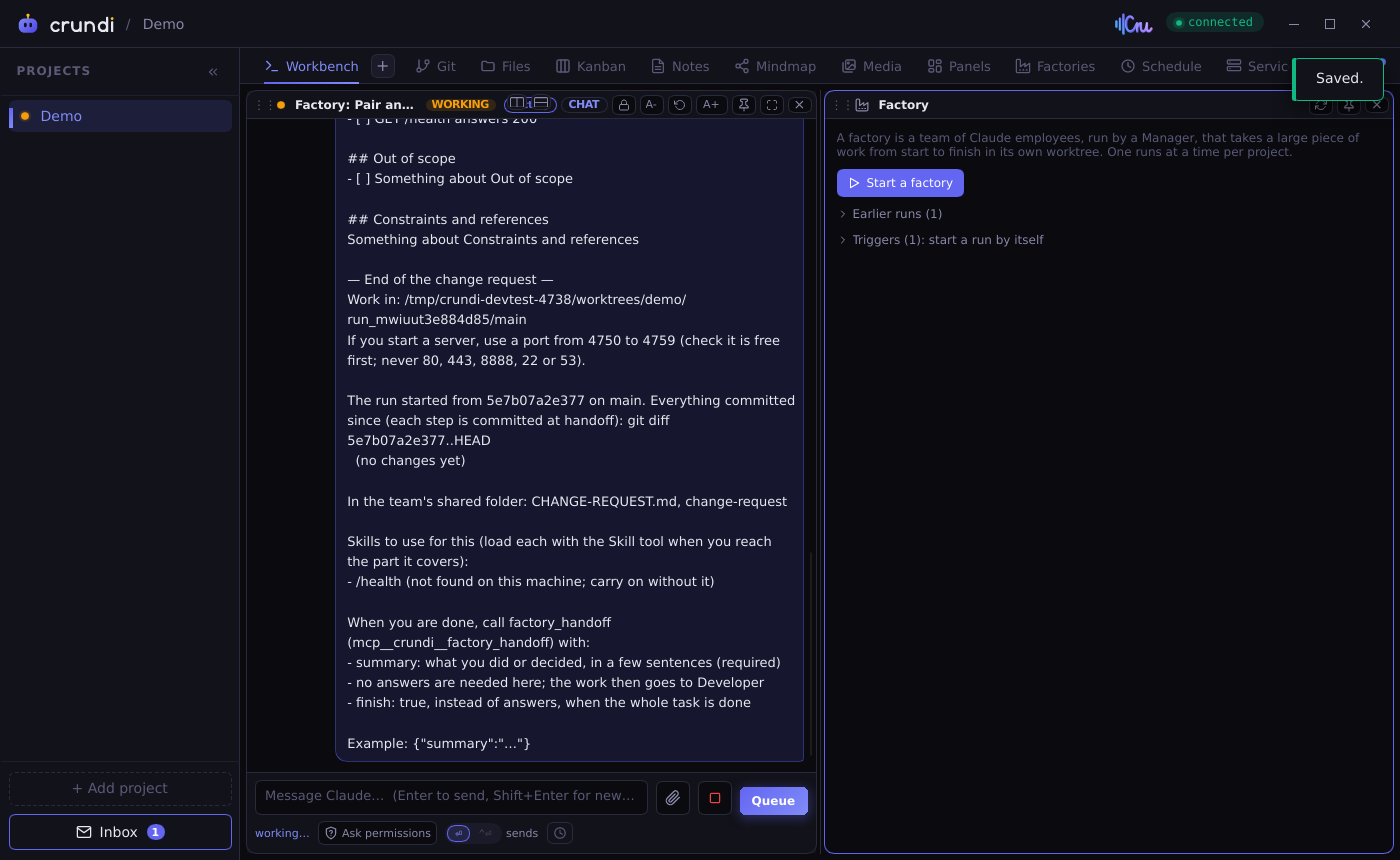 crundi / Demo
Cru
connected
PROJECTS «
Workbench + Git Files Kanban Notes Mindmap Media Panels Factories Schedule Servic
Saved.
Demo
Factory: Pair an… WORKING CHAT A- A+
- [ ] GET /health answers 200
## Out of scope
- [ ] Something about Out of scope
## Constraints and references
Something about Constraints and references
— End of the change request —
Work in: /tmp/crundi-devtest-4738/worktrees/demo/
run_mwiuut3e884d85/main
If you start a server, use a port from 4750 to 4759 (check it is free
first; never 80, 443, 8888, 22 or 53).
The run started from 5e7b07a2e377 on main. Everything committed
since (each step is committed at handoff): git diff
5e7b07a2e377..HEAD
(no changes yet)
In the team's shared folder: CHANGE-REQUEST.md, change-request
Skills to use for this (load each with the Skill tool when you reach
the part it covers):
- /health (not found on this machine; carry on without it)
When you are done, call factory_handoff
(mcp__crundi__factory_handoff) with:
- summary: what you did or decided, in a few sentences (required)
- no answers are needed here; the work then goes to Developer
- finish: true, instead of answers, when the whole task is done
Example: {"summary":"…"}
Message Claude… (Enter to send, Shift+Enter for new…
Queue
working… Ask permissions sends
Factory
A factory is a team of Claude employees, run by a Manager, that takes a large piece of
work from start to finish in its own worktree. One runs at a time per project.
Start a factory
Earlier runs (1)
Triggers (1): start a run by itself
+ Add project
Inbox 1